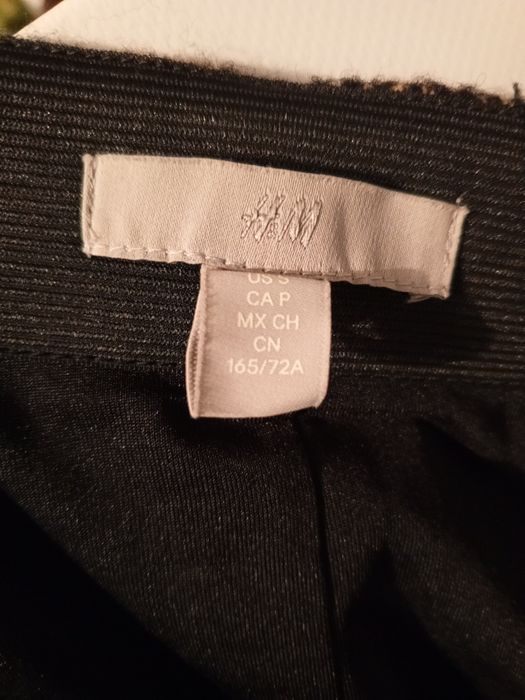 H&M
US S
CA P
MX CH
CN
165/72A